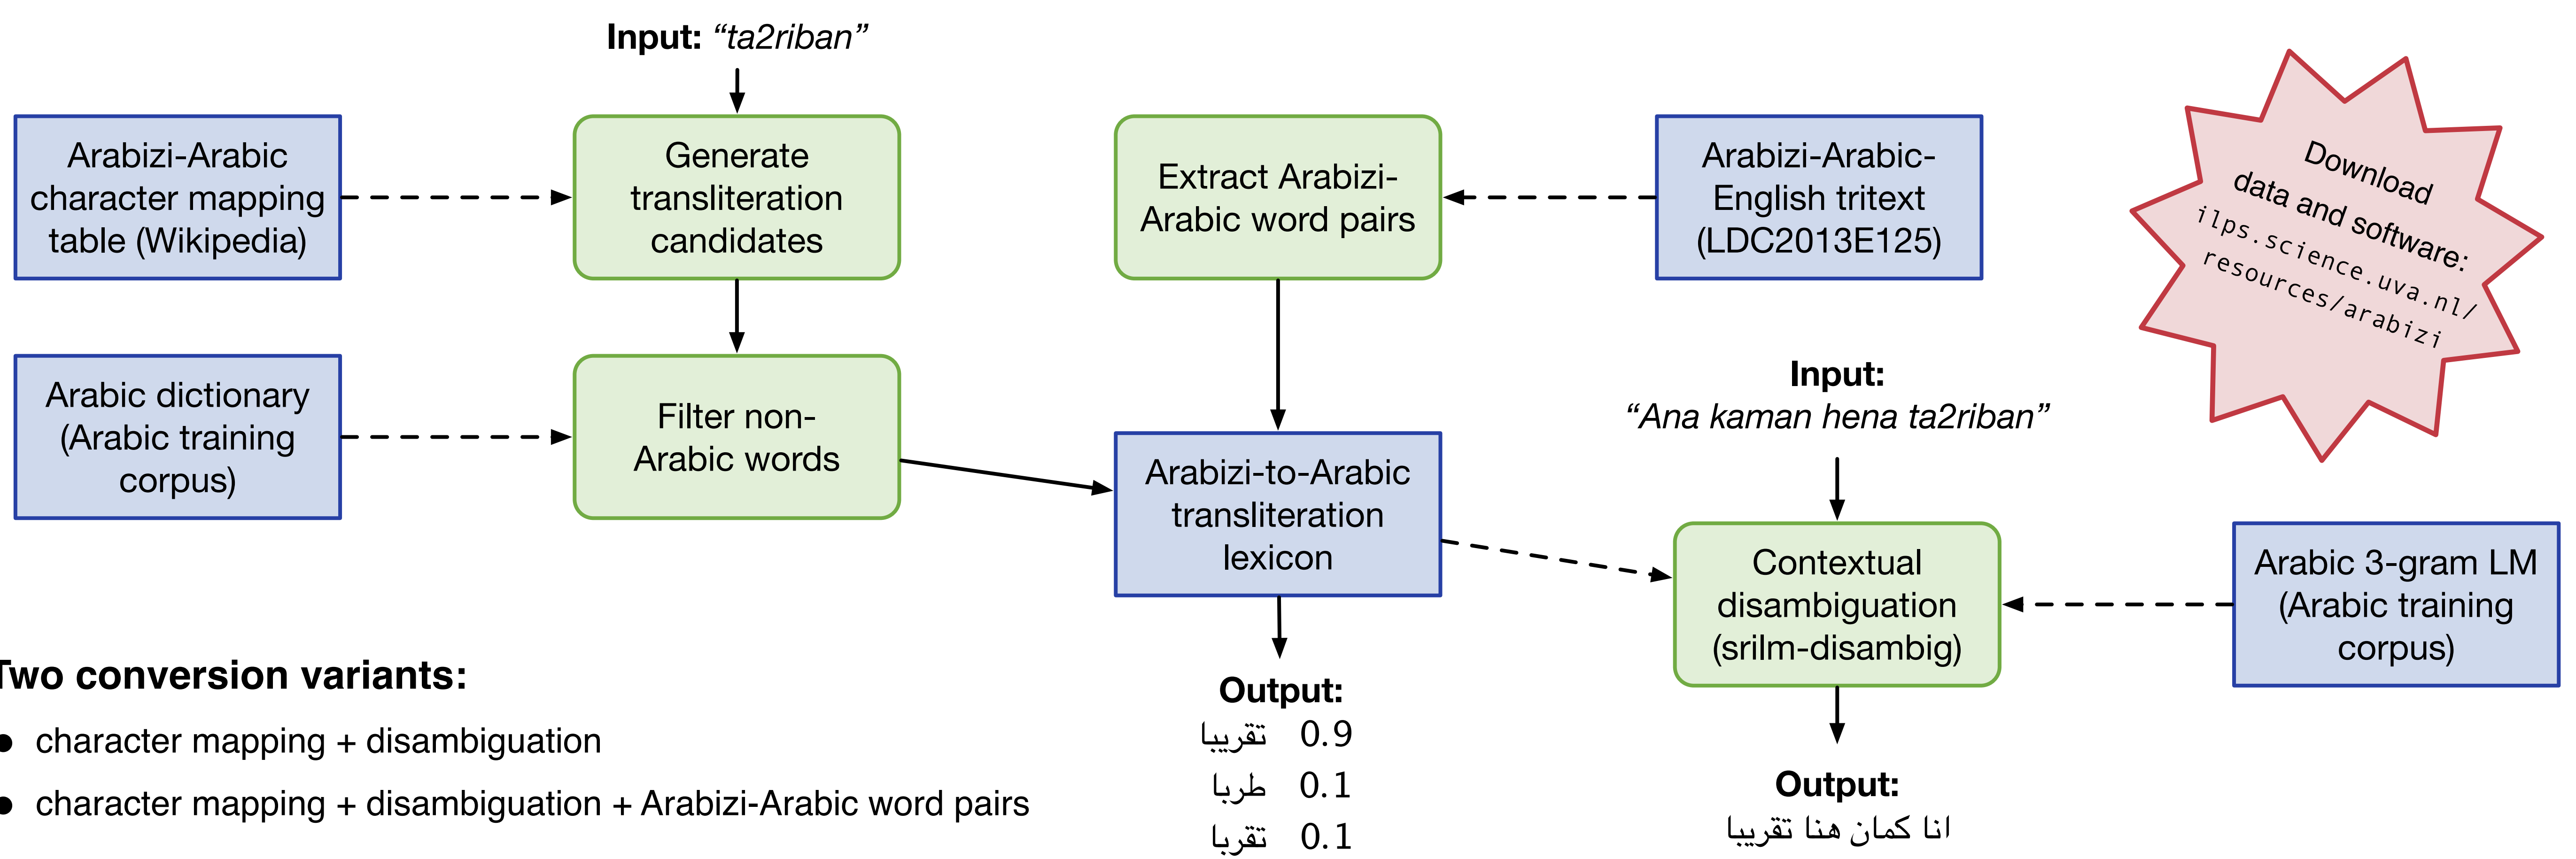 Input: “ta2riban”
Arabizi-Arabic
character mapping
table (Wikipedia)
Generate
transliteration
candidates
Extract Arabizi-
Arabic word pairs
Arabizi-Arabic-
English tritext
(LDC2013E125)
Download
data and software:
ilps.science.uva.nl/
resources/arabizi
Arabic dictionary
(Arabic training
corpus)
Filter non-
Arabic words
Arabizi-to-Arabic
transliteration
lexicon
Input:
“Ana kaman hena ta2riban”
Contextual
disambiguation
(srilm-disambig)
Arabic 3-gram LM
(Arabic training
corpus)
Output:
تقريبا 0.9
طربا 0.1
تقربا 0.1
Output:
انا كمان هنا تقريبا
Two conversion variants:
● character mapping + disambiguation
● character mapping + disambiguation + Arabizi-Arabic word pairs